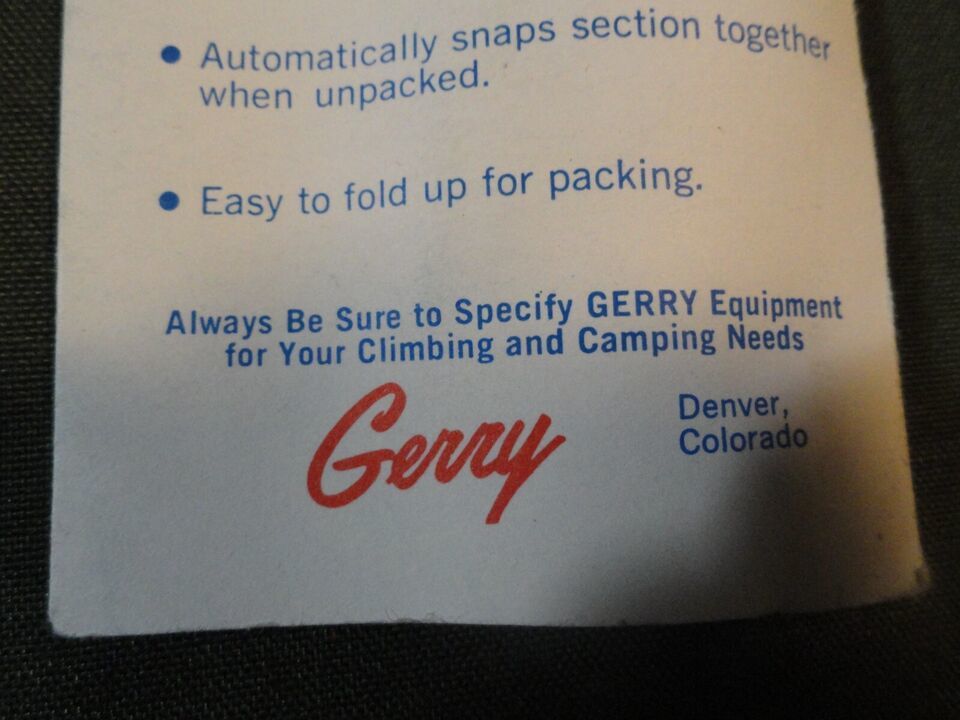 • Automatically snaps section together
when unpacked.
• Easy to fold up for packing.
Always Be Sure to Specify GERRY Equipment
for Your Climbing and Camping Needs
Gerry
Denver,
Colorado